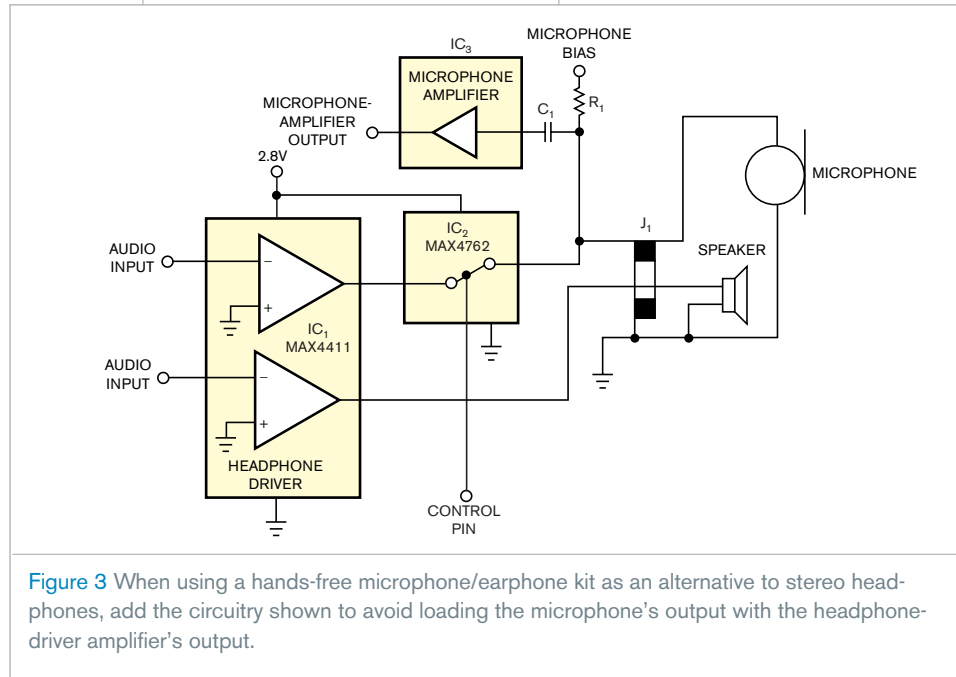 MICROPHONE
BIAS
IC3
R1
MICROPHONE
AMPLIFIER
C1
MICROPHONE-
AMPLIFIER
OUTPUT
2.8V
MICROPHONE
IC2
MAX4762
J1
SPEAKER
AUDIO
INPUT
−
+
IC1
MAX4411
AUDIO
INPUT
−
+
HEADPHONE
DRIVER
CONTROL
PIN
Figure 3 When using a hands-free microphone/earphone kit as an alternative to stereo head-
phones, add the circuitry shown to avoid loading the microphone's output with the headphone-
driver amplifier's output.